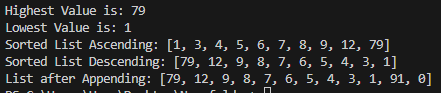 Highest Value is: 79
Lowest Value is: 1
Sorted List Ascending: [1, 3, 4, 5, 6, 7, 8, 9, 12, 79]
Sorted List Descending: [79, 12, 9, 8, 7, 6, 5, 4, 3, 1]
List after Appending: [79, 12, 9, 8, 7, 6, 5, 4, 3, 1, 91, 0]